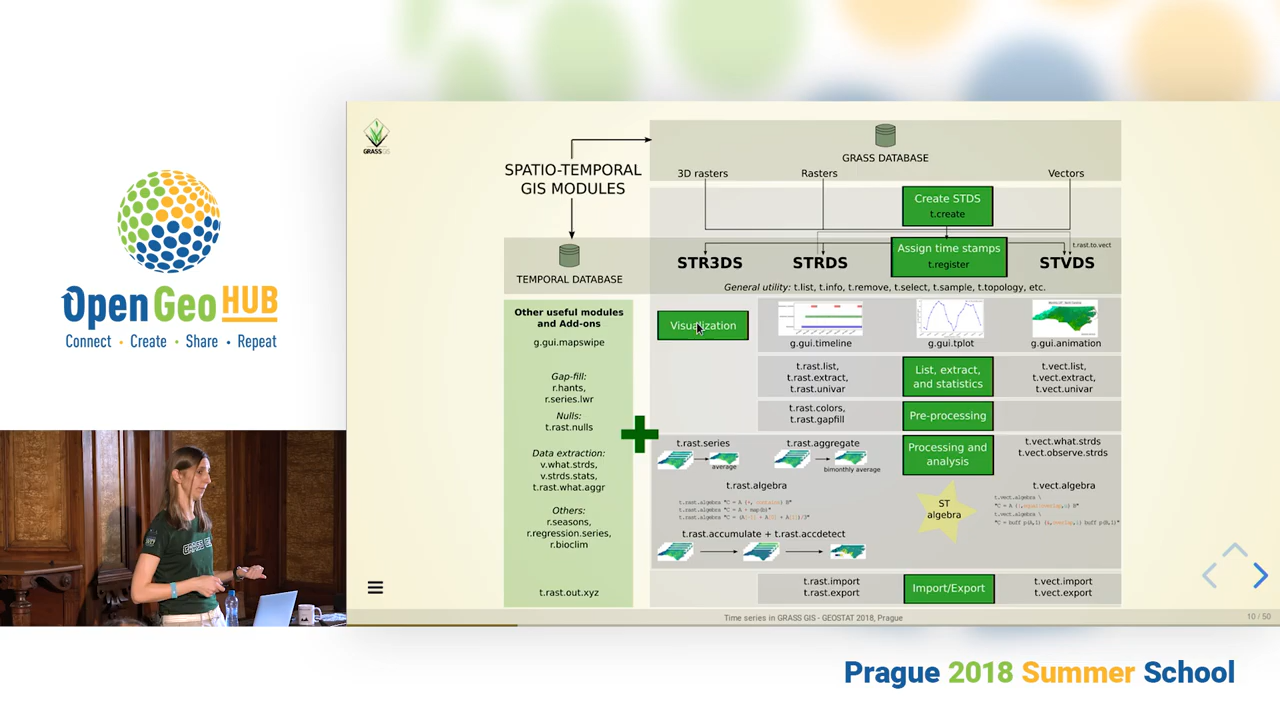 OpenGeoHUB
Connect • Create • Share • Repeat
GRASS GIS
SPATIO-TEMPORAL
GIS MODULES
GRASS DATABASE
3D rasters
Rasters
Vectors
Create STDS
t.create
TEMPORAL DATABASE
STR3DS
STRDS
Assign time stamps
t.register
STVDS
t.rast.to.vect
General utility: t.list, t.info, t.remove, t.select, t.sample, t.topology, etc.
Other useful modules
and Add-ons
g.gui.mapswipe
Gap-fill:
r.hants,
r.series.lwr
Nulls:
t.rast.nulls
Data extraction:
v.what.strds,
v.strds.stats,
t.rast.what.aggr
Others:
r.seasons,
r.regression.series,
r.bioclim
t.rast.out.xyz
Visualization
g.gui.timeline
g.gui.tplot
g.gui.animation
t.rast.list,
t.rast.extract,
t.rast.univar
List, extract,
and statistics
t.vect.list,
t.vect.extract,
t.vect.univar
t.rast.colors,
t.rast.gapfill
Pre-processing
t.rast.series
average
t.rast.aggregate
bimonthly average
Processing and
analysis
t.vect.what.strds
t.vect.observe.strds
t.rast.algebra
ST
algebra
t.vect.algebra
t.vect.algebra \
t.vect.algebra \
t.rast.accumulate + t.rast.accdetect
t.rast.import
t.rast.export
Import/Export
t.vect.import
t.vect.export
Time series in GRASS GIS - GEOSTAT 2018, Prague
10 / 50
Prague 2018 Summer School